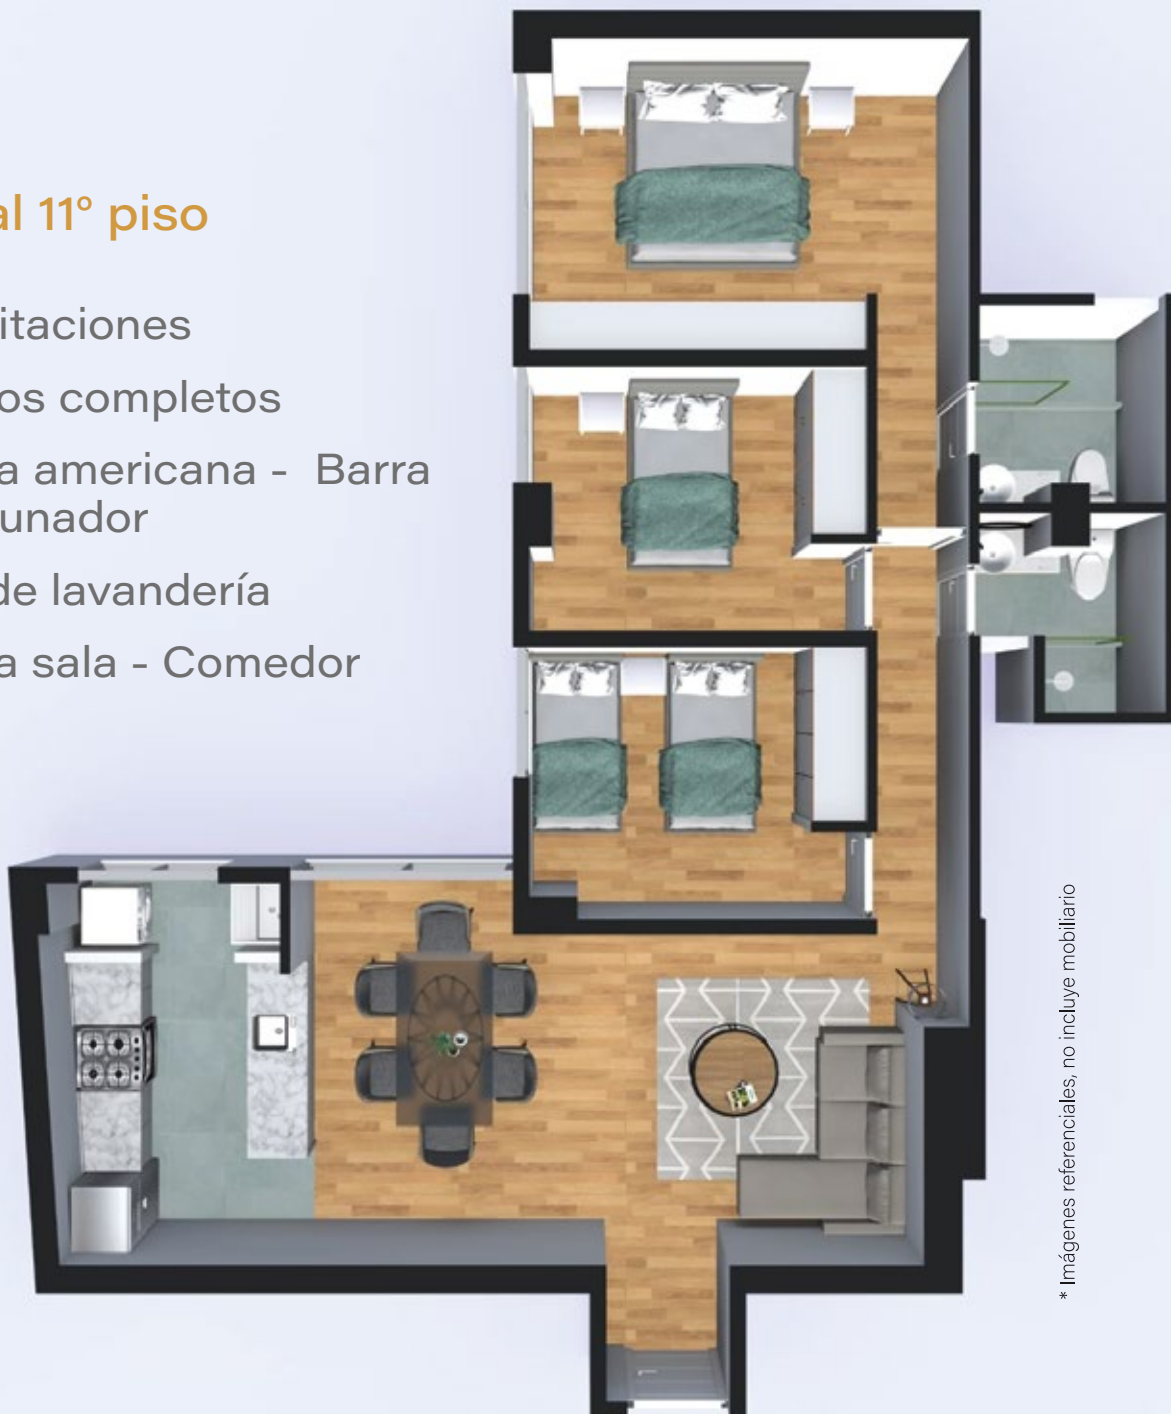 al 11° piso
itaciones
os completos
a americana - Barra
unador
de lavandería
a sala - Comedor
* Imágenes referenciales, no incluye mobiliario